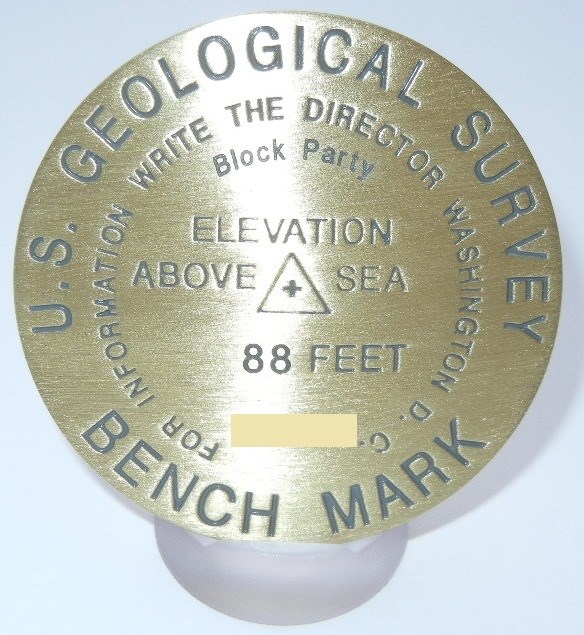 U.S. GEOLOGICAL SURVEY
FOR INFORMATION WRITE THE DIRECTOR WASHINGTON D. C.
Block Party
ELEVATION
ABOVE SEA
88 FEET
BENCH MARK